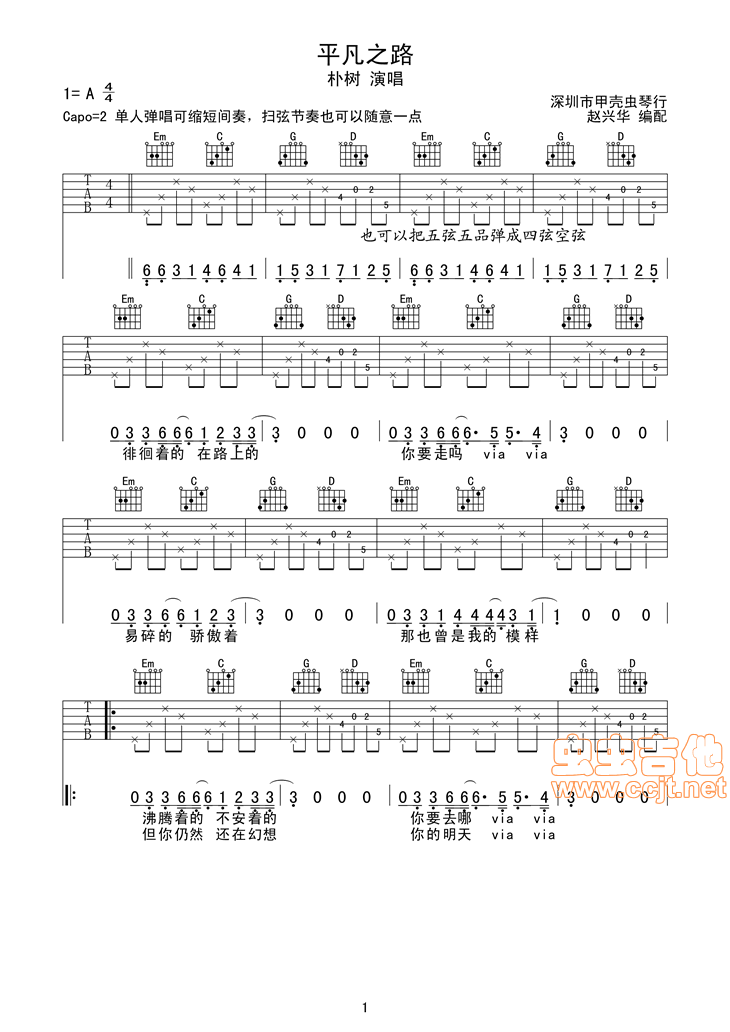 平凡之路
朴树 演唱
1= A 4/4
深圳市甲壳虫琴行
Capo=2 单人弹唱可缩短间奏，扫弦节奏也可以随意一点
赵兴华 编配
Em C G D Em C G D
T A B 4 4 4 0 2 5 4 0 2 5
也可以把五弦五品弹成四弦空弦
6 6 3 1 4 6 4 1 | 1 5 3 1 7 1 2 5 | 6 6 3 1 4 6 4 1 | 1 5 3 1 7 1 2 5
Em C G D Em C G D
T A B 4 0 2 5 4 0 2 5
0 3 3 6 6 6 1 2 3 3 | 3 0 0 0 | 0 3 3 6 6 6· 5 5· 4 | 3 0 0 0
徘徊着的 在路上的 你要走吗 via via
Em C G D Em C G D
T A B 4 0 2 5 4 0 2 5
0 3 3 6 6 1 2 3 | 3 0 0 0 | 0 3 3 1 4 4 4 4 3 1 | 1 0 0 0
易碎的 骄傲着 那也曾是我的 模样
Em C G D Em C G D
T A B 4 0 2 5 4 0 2 5
虫虫吉他
www.ccjt.net
0 3 3 6 6 6 1 2 3 3 | 3 0 0 0 | 0 3 3 6 6 6· 5 5· 4 | 3 0 0 0
沸腾着的 不安着的 你要去哪 via via
但你仍然 还在幻想 你的明天 via via
1